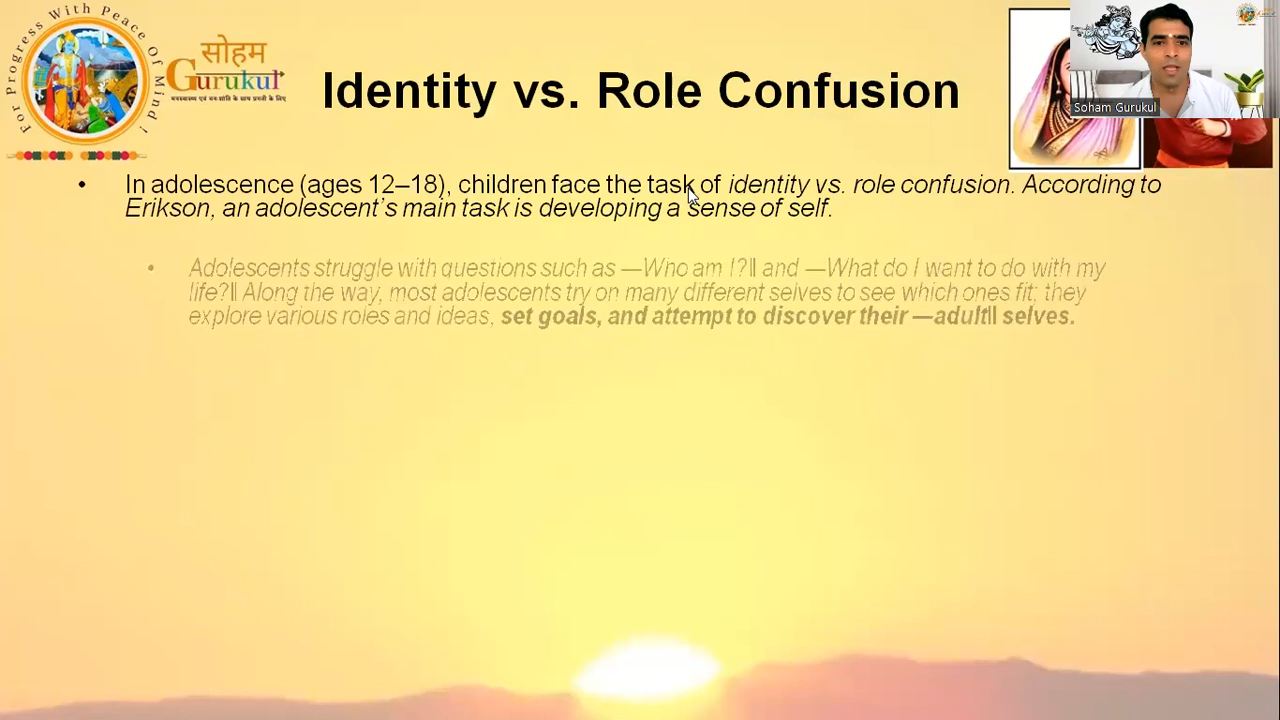 For Progress With Peace Of Mind !
सोहम
Gurukul
मनःस्वास्थ्य एवं मन:शांति के साथ प्रगती के लिए
Identity vs. Role Confusion
Soham Gurukul
• In adolescence (ages 12–18), children face the task of identity vs. role confusion. According to
Erikson, an adolescent's main task is developing a sense of self.
• Adolescents struggle with questions such as ―Who am I?‖ and ―What do I want to do with my
life?‖ Along the way, most adolescents try on many different selves to see which ones fit; they
explore various roles and ideas, set goals, and attempt to discover their ―adult‖ selves.